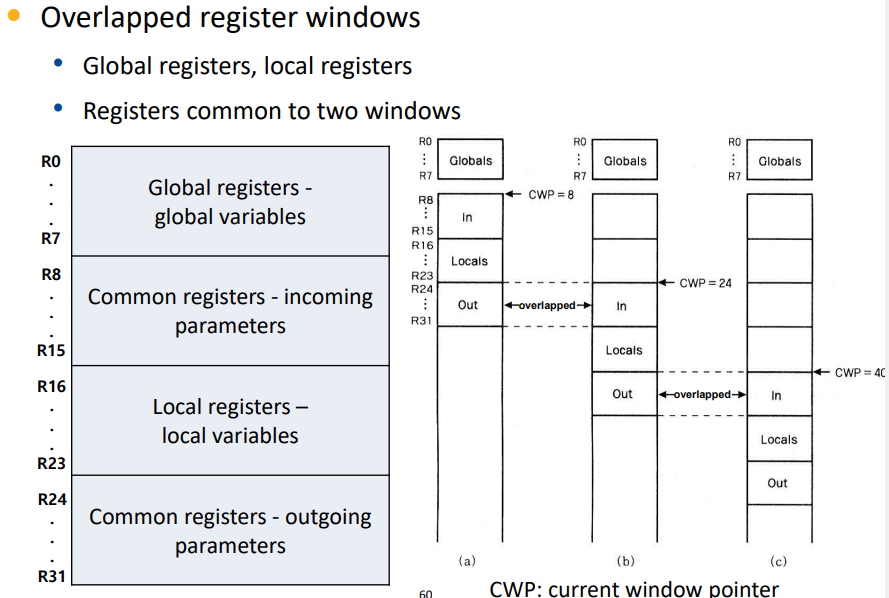 Overlapped register windows
Global registers, local registers
Registers common to two windows
R0
R7
R8
R15
R16
R23
R24
R31
Global registers -
global variables
Common registers - incoming
parameters
Local registers –
local variables
Common registers - outgoing
parameters
R0
R7
Globals
R8
R15
R16
R23
R24
R31
In
Locals
Out
CWP = 8
overlapped
(a)
R0
R7
Globals
CWP = 24
In
Locals
Out
overlapped
(b)
R0
R7
Globals
CWP = 40
In
Locals
Out
(c)
60
CWP: current window pointer